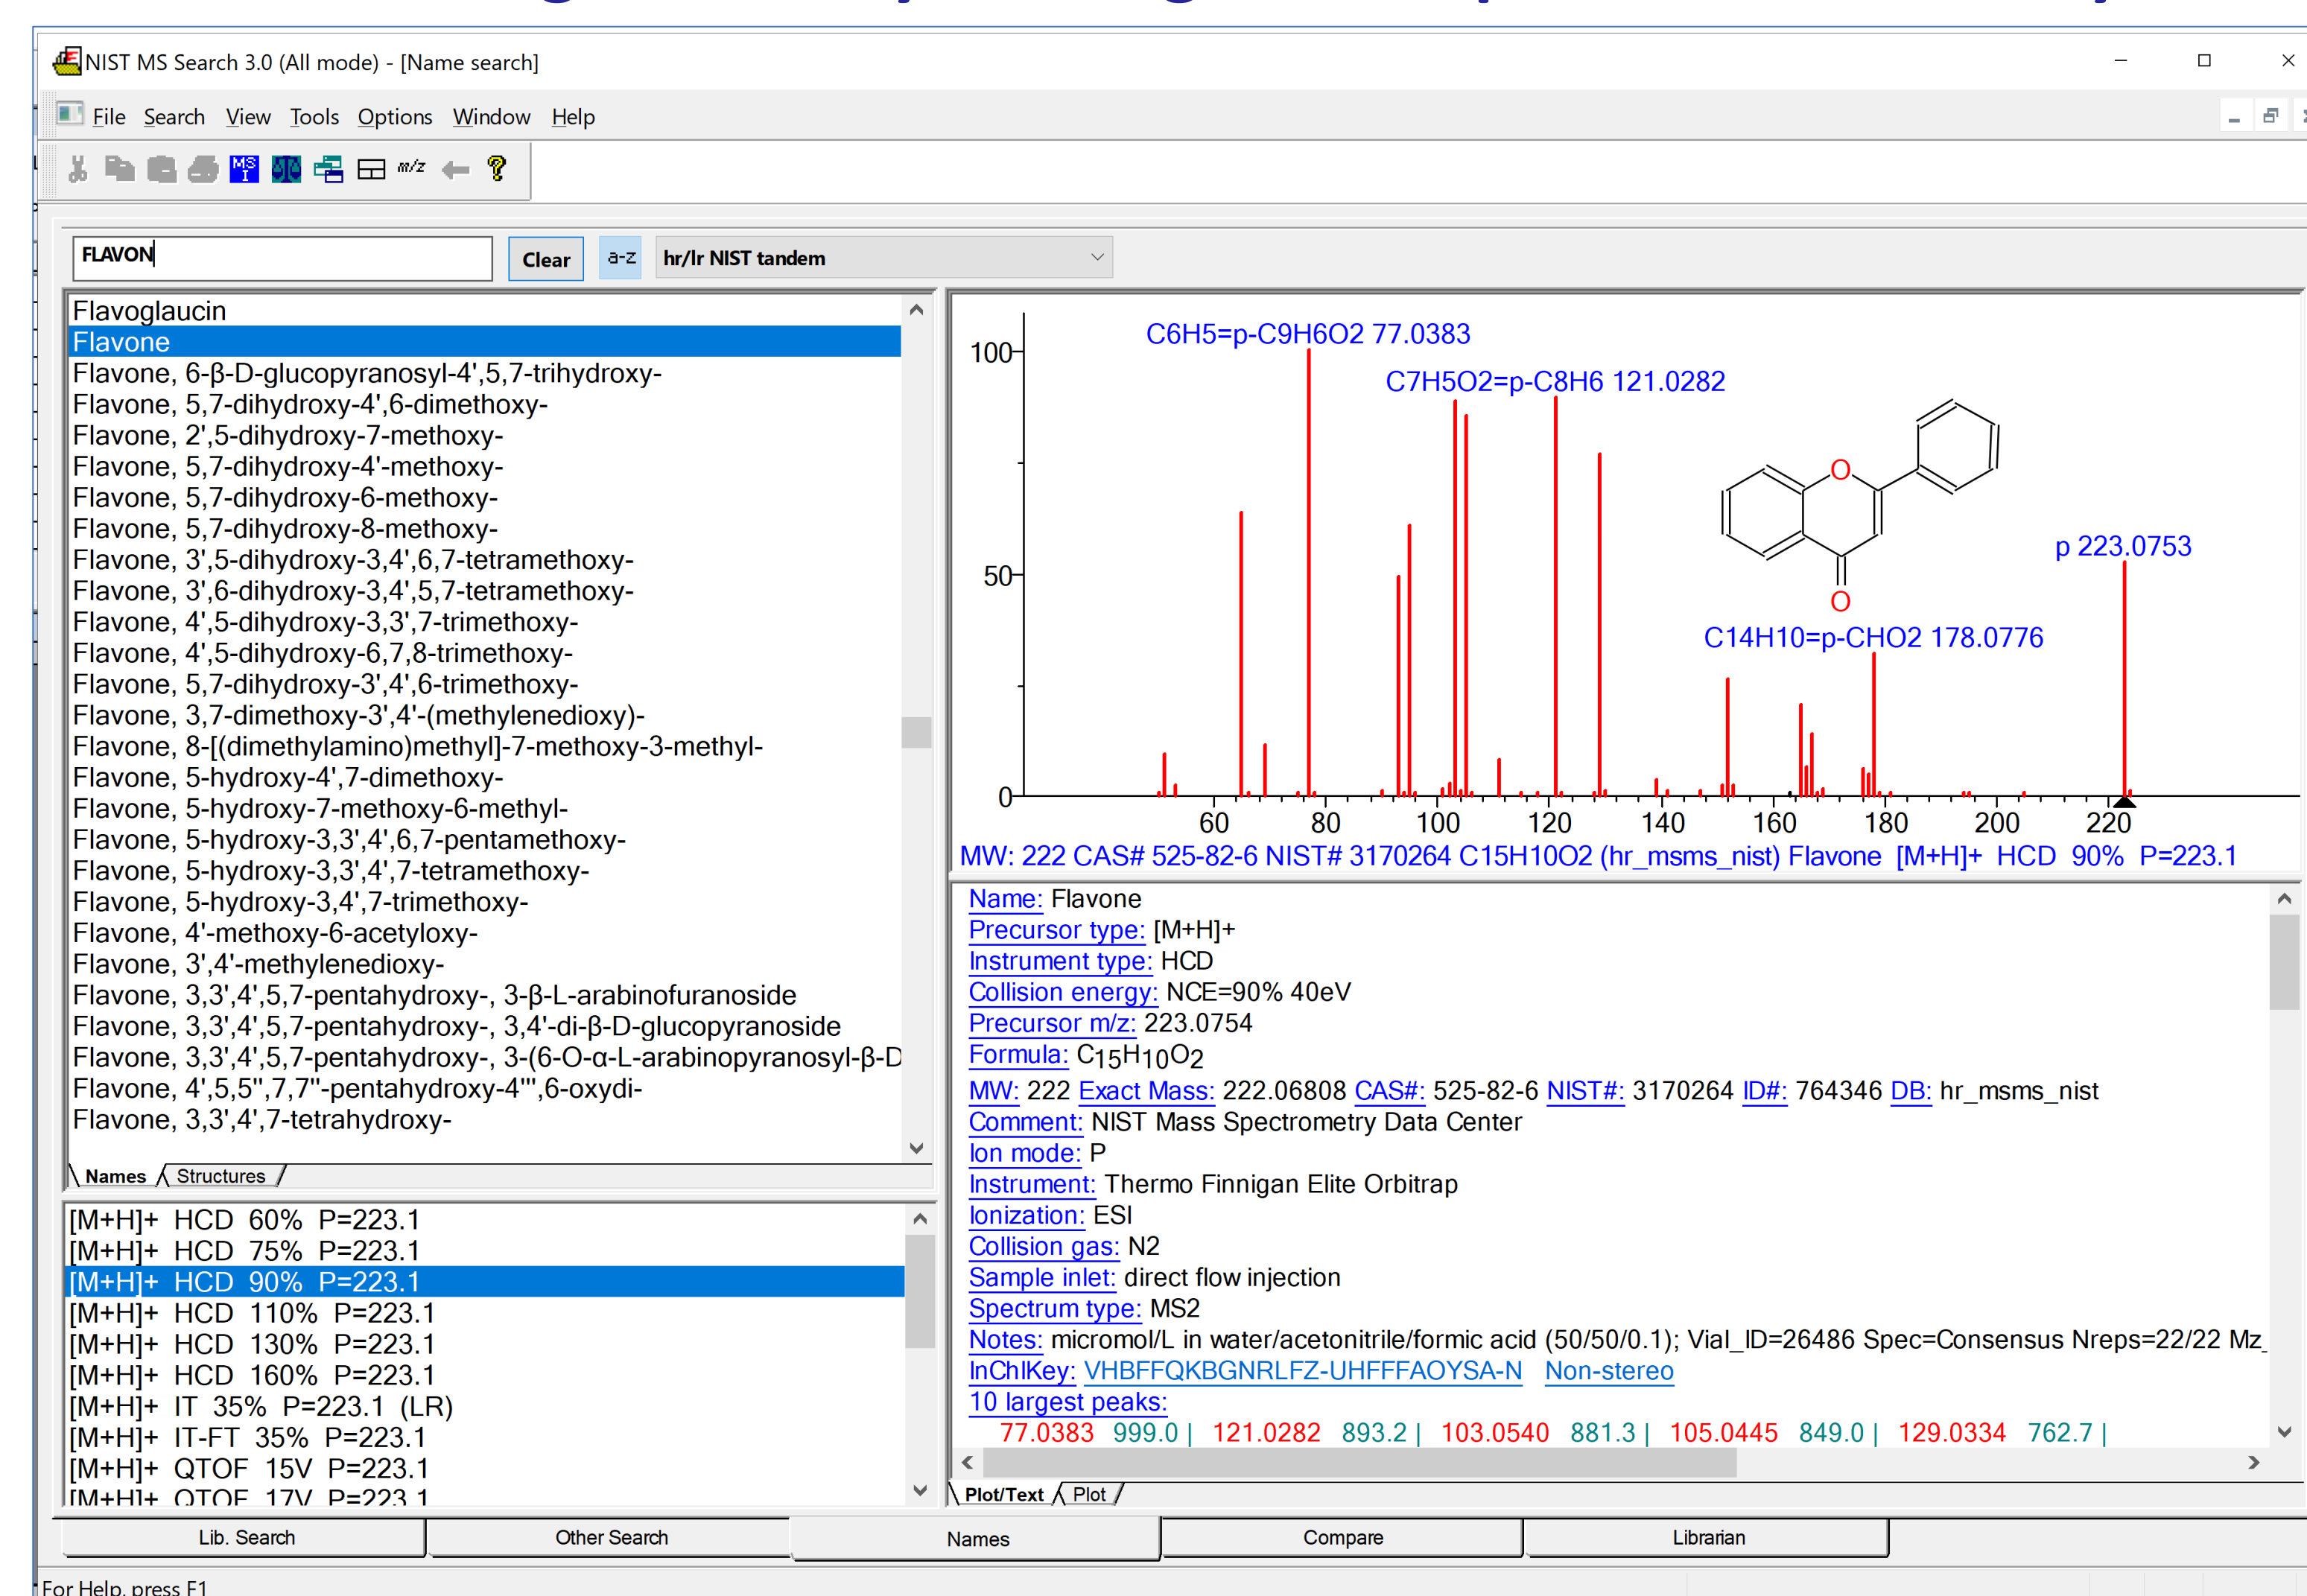 NIST MS Search 3.0 (All mode) - [Name search]
File Search View Tools Options Window Help
MS I m/z ?
FLAVON Clear a-z hr/lr NIST tandem
Flavoglaucin
Flavone
Flavone, 6-β-D-glucopyranosyl-4',5,7-trihydroxy-
Flavone, 5,7-dihydroxy-4',6-dimethoxy-
Flavone, 2',5-dihydroxy-7-methoxy-
Flavone, 5,7-dihydroxy-4'-methoxy-
Flavone, 5,7-dihydroxy-6-methoxy-
Flavone, 5,7-dihydroxy-8-methoxy-
Flavone, 3',5-dihydroxy-3,4',6,7-tetramethoxy-
Flavone, 3',6-dihydroxy-3,4',5,7-tetramethoxy-
Flavone, 4',5-dihydroxy-3,3',7-trimethoxy-
Flavone, 4',5-dihydroxy-6,7,8-trimethoxy-
Flavone, 5,7-dihydroxy-3',4',6-trimethoxy-
Flavone, 3,7-dimethoxy-3',4'-(methylenedioxy)-
Flavone, 8-[(dimethylamino)methyl]-7-methoxy-3-methyl-
Flavone, 5-hydroxy-4',7-dimethoxy-
Flavone, 5-hydroxy-7-methoxy-6-methyl-
Flavone, 5-hydroxy-3,3',4',6,7-pentamethoxy-
Flavone, 5-hydroxy-3,3',4',7-tetramethoxy-
Flavone, 5-hydroxy-3,4',7-trimethoxy-
Flavone, 4'-methoxy-6-acetyloxy-
Flavone, 3',4'-methylenedioxy-
Flavone, 3,3',4',5,7-pentahydroxy-, 3-β-L-arabinofuranoside
Flavone, 3,3',4',5,7-pentahydroxy-, 3,4'-di-β-D-glucopyranoside
Flavone, 3,3',4',5,7-pentahydroxy-, 3-(6-O-α-L-arabinopyranosyl-β-D
Flavone, 4',5,5'',7,7''-pentahydroxy-4''',6-oxydi-
Flavone, 3,3',4',7-tetrahydroxy-
Names Structures
[M+H]+ HCD 60% P=223.1
[M+H]+ HCD 75% P=223.1
[M+H]+ HCD 90% P=223.1
[M+H]+ HCD 110% P=223.1
[M+H]+ HCD 130% P=223.1
[M+H]+ HCD 160% P=223.1
[M+H]+ IT 35% P=223.1 (LR)
[M+H]+ IT-FT 35% P=223.1
[M+H]+ QTOF 15V P=223.1
[M+H]+ QTOF 17V P=223.1
C6H5=p-C9H6O2 77.0383
100
C7H5O2=p-C8H6 121.0282
O
p 223.0753
50
O
C14H10=p-CHO2 178.0776
0
60 80 100 120 140 160 180 200 220
MW: 222 CAS# 525-82-6 NIST# 3170264 C15H10O2 (hr_msms_nist) Flavone [M+H]+ HCD 90% P=223.1
Name: Flavone
Precursor type: [M+H]+
Instrument type: HCD
Collision energy: NCE=90% 40eV
Precursor m/z: 223.0754
Formula: C15H10O2
MW: 222 Exact Mass: 222.06808 CAS#: 525-82-6 NIST#: 3170264 ID#: 764346 DB: hr_msms_nist
Comment: NIST Mass Spectrometry Data Center
Ion mode: P
Instrument: Thermo Finnigan Elite Orbitrap
Ionization: ESI
Collision gas: N2
Sample inlet: direct flow injection
Spectrum type: MS2
Notes: micromol/L in water/acetonitrile/formic acid (50/50/0.1); Vial_ID=26486 Spec=Consensus Nreps=22/22 Mz_
InChIKey: VHBFFQKBGNRLFZ-UHFFFAOYSA-N Non-stereo
10 largest peaks:
77.0383 999.0 | 121.0282 893.2 | 103.0540 881.3 | 105.0445 849.0 | 129.0334 762.7 |
Plot/Text Plot
Lib. Search Other Search Names Compare Librarian
For Help, press F1